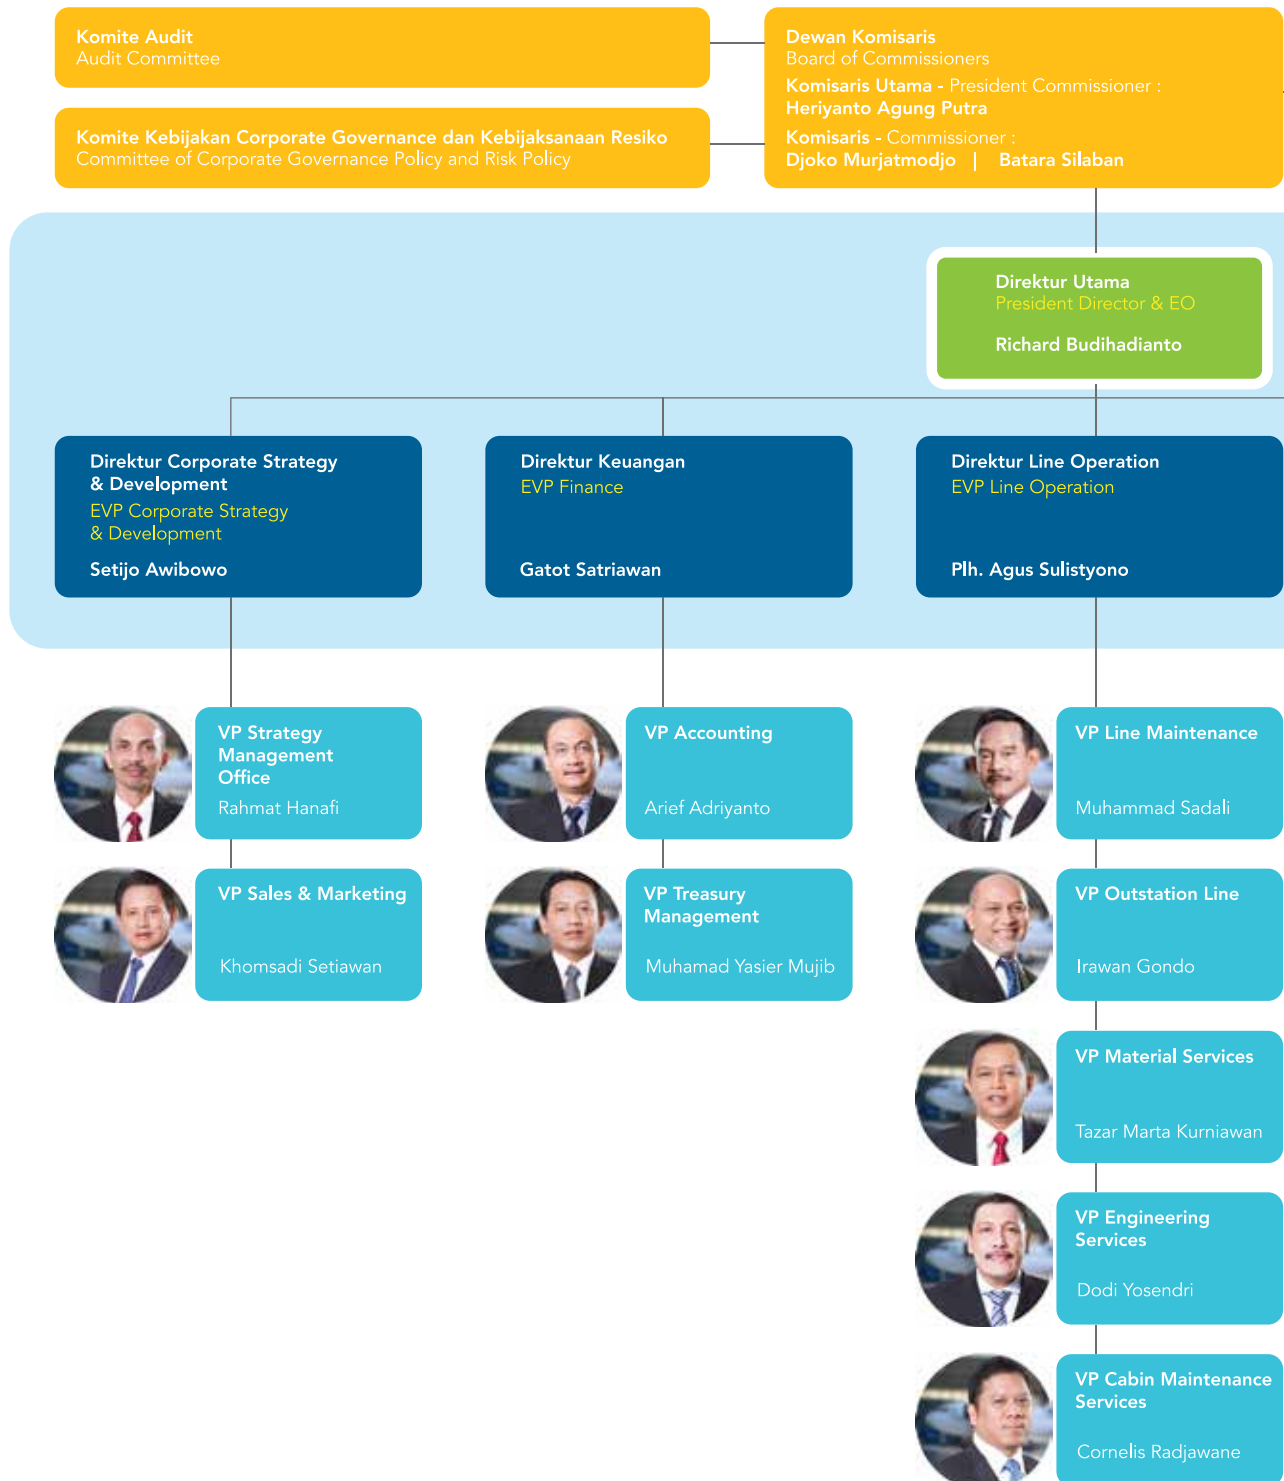 Komite Audit
Audit Committee
Komite Kebijakan Corporate Governance dan Kebijaksanaan Resiko
Committee of Corporate Governance Policy and Risk Policy
Dewan Komisaris
Board of Commissioners
Komisaris Utama - President Commissioner :
Heriyanto Agung Putra
Komisaris - Commissioner :
Djoko Murjatmodjo | Batara Silaban
Direktur Utama
President Director & EO
Richard Budihadianto
Direktur Corporate Strategy
& Development
EVP Corporate Strategy
& Development
Setijo Awibowo
Direktur Keuangan
EVP Finance
Gatot Satriawan
Direktur Line Operation
EVP Line Operation
Plh. Agus Sulistyono
VP Strategy
Management
Office
Rahmat Hanafi
VP Sales & Marketing
Khomsadi Setiawan
VP Accounting
Arief Adriyanto
VP Treasury
Management
Muhamad Yasier Mujib
VP Line Maintenance
Muhammad Sadali
VP Outstation Line
Irawan Gondo
VP Material Services
Tazar Marta Kurniawan
VP Engineering
Services
Dodi Yosendri
VP Cabin Maintenance
Services
Cornelis Radjawane